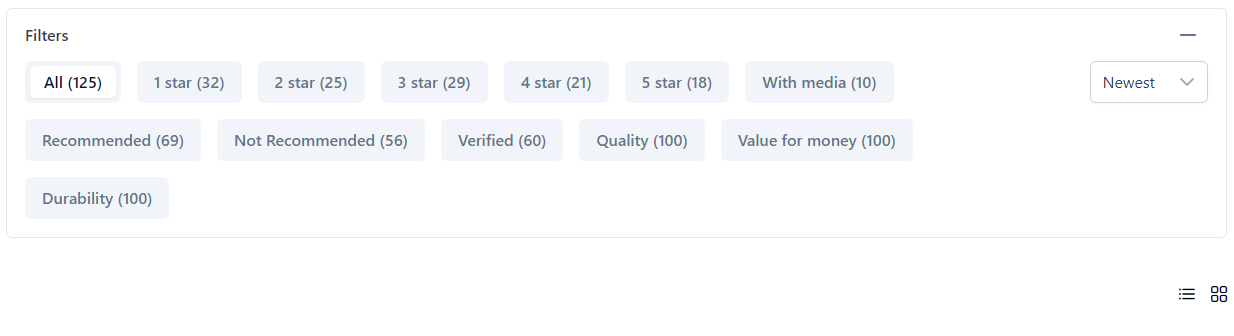 Filters
All (125) 1 star (32) 2 star (25) 3 star (29) 4 star (21) 5 star (18) With media (10) Newest
Recommended (69) Not Recommended (56) Verified (60) Quality (100) Value for money (100)
Durability (100)